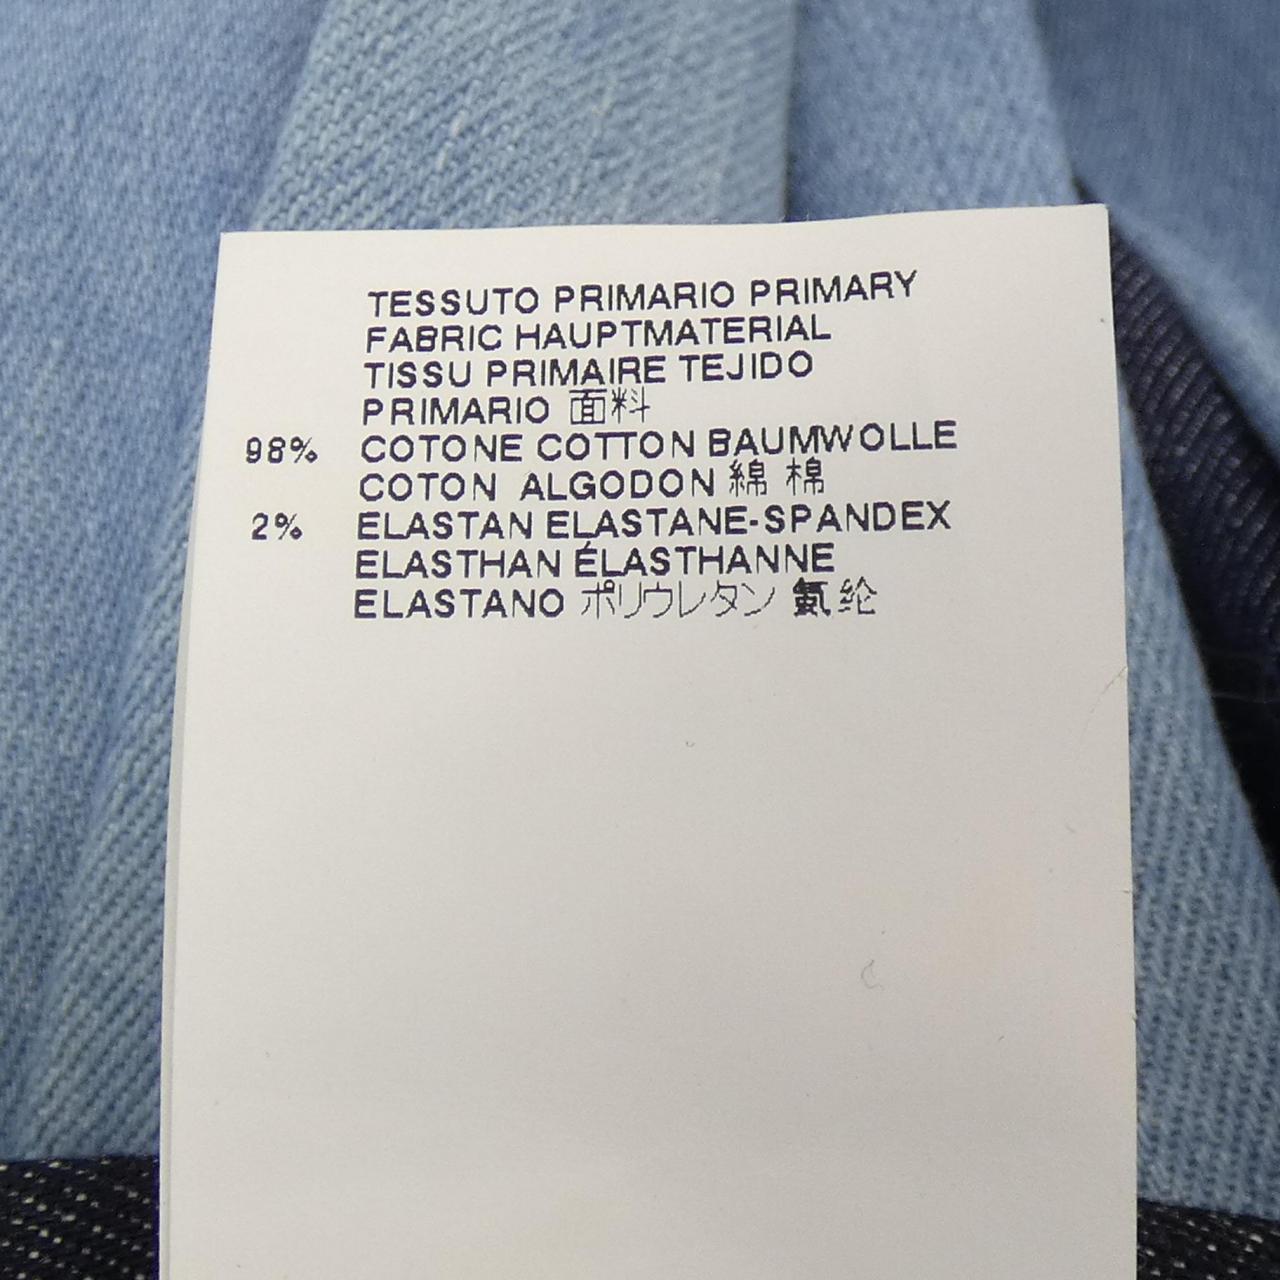 TESSUTO PRIMARIO PRIMARY
FABRIC HAUPTMATERIAL
TISSU PRIMAIRE TEJIDO
PRIMARIO 面料
98% COTONE COTTON BAUMWOLLE
COTON ALGODON 綿 棉
2% ELASTAN ELASTANE-SPANDEX
ELASTHAN ÉLASTHANNE
ELASTANO ポリウレタン 氨纶